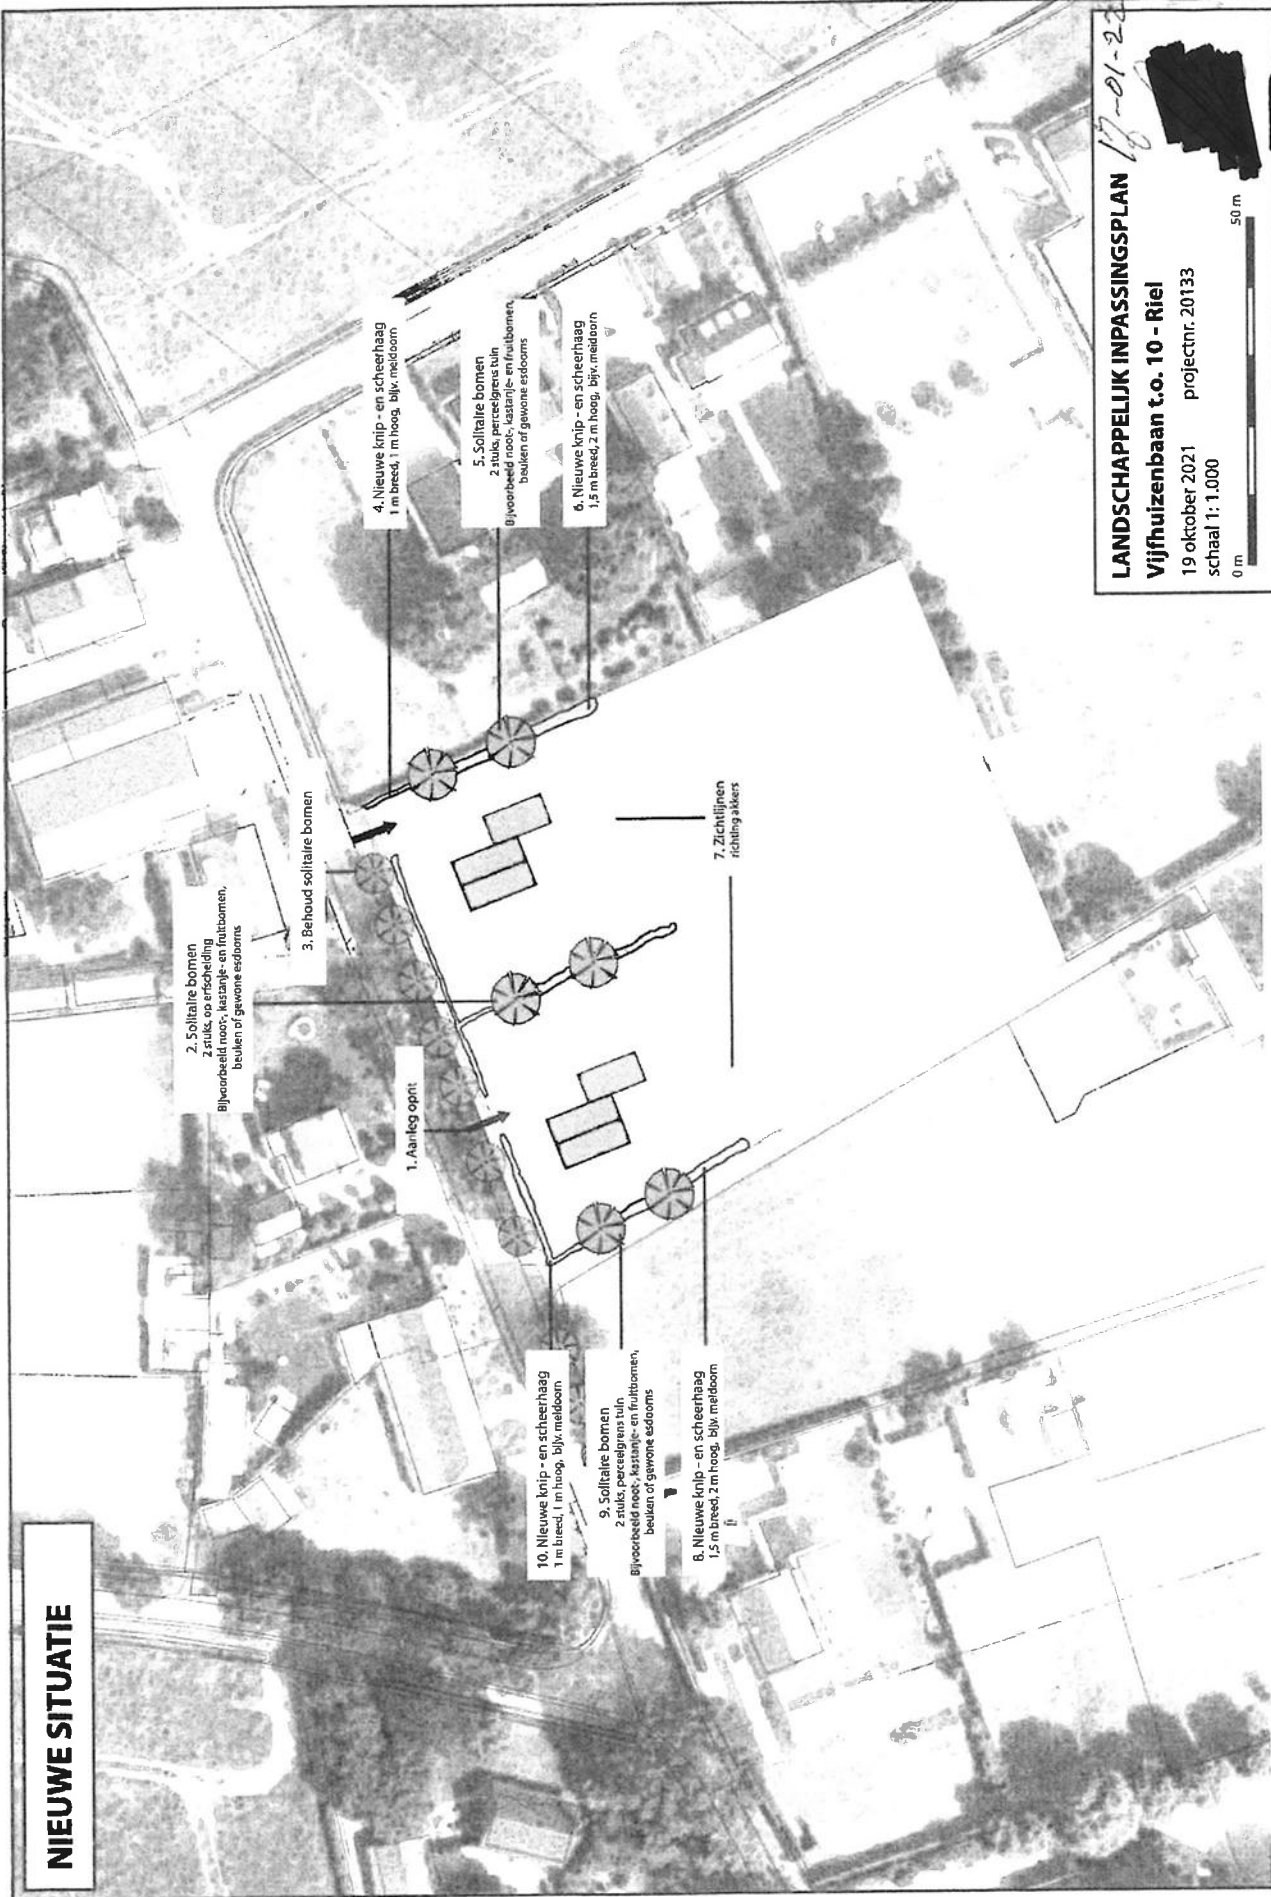 NIEUWE SITUATIE
1. Aanleg oprit
2. Solitaire bomen
2 stuks, op erfscheiding
Bijvoorbeeld noot-, kastanje- en fruitbomen,
beuken of gewone esdoorns
3. Behoud solitaire bomen
4. Nieuwe knip - en scheerhaag
1 m breed, 1 m hoog, bijv. meidoorn
5. Solitaire bomen
2 stuks, perceelgrens tuin
Bijvoorbeeld noot-, kastanje- en fruitbomen,
beuken of gewone esdoorns
6. Nieuwe knip - en scheerhaag
1,5 m breed, 2 m hoog, bijv. meidoorn
7. Zichtlijnen
richting akkers
8. Nieuwe knip - en scheerhaag
1,5 m breed, 2 m hoog, bijv. meidoorn
9. Solitaire bomen
2 stuks, perceelgrens tuin
Bijvoorbeeld noot-, kastanje- en fruitbomen,
beuken of gewone esdoorns
10. Nieuwe knip - en scheerhaag
1 m breed, 1 m hoog, bijv. meidoorn
LANDSCHAPPELIJK INPASSINGSPLAN
Vijfhuizenbaan t.o. 10 - Riel
19 oktober 2021 projectnr. 20133
schaal 1: 1.000
0 m 50 m